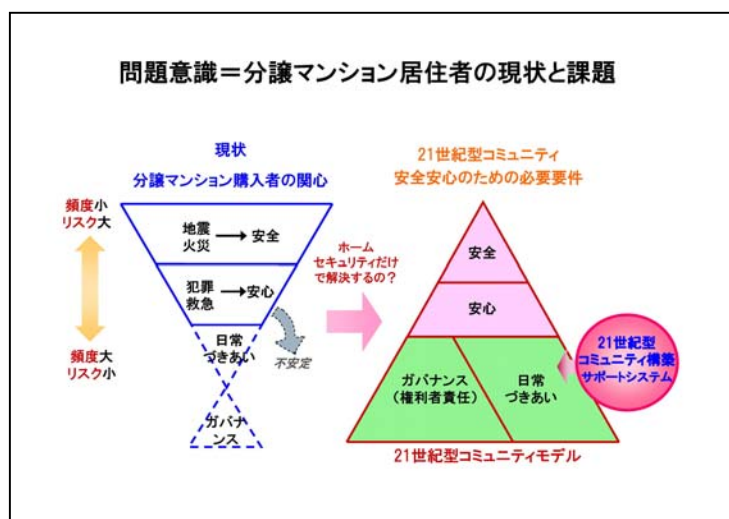 問題意識＝分譲マンション居住者の現状と課題
現状
分譲マンション購入者の関心
頻度小
リスク大
頻度大
リスク小
地震
火災
安全
犯罪
救急
安心
日常
づきあい
不安定
ガバナ
ンス
ホーム
セキュリティだけ
で解決するの？
21世紀型コミュニティ
安全安心のための必要要件
安全
安心
ガバナンス
（権利者責任）
日常
づきあい
21世紀型
コミュニティ構築
サポートシステム
21世紀型コミュニティモデル